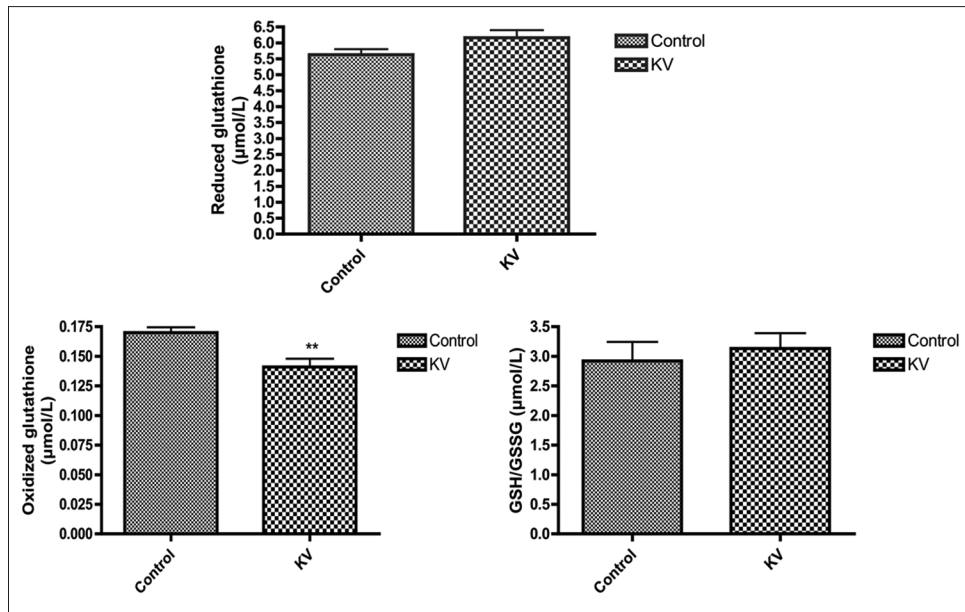 Reduced glutathione
(µmol/L)
6.5
6.0
5.5
5.0
4.5
4.0
3.5
3.0
2.5
2.0
1.5
1.0
0.5
0.0
Control
KV
Control
KV
Oxidized glutathione
(µmol/L)
0.175
0.150
0.125
0.100
0.075
0.050
0.025
0.000
**
Control
KV
Control
KV
GSH/GSSG (µmol/L)
3.5
3.0
2.5
2.0
1.5
1.0
0.5
0.0
Control
KV
Control
KV